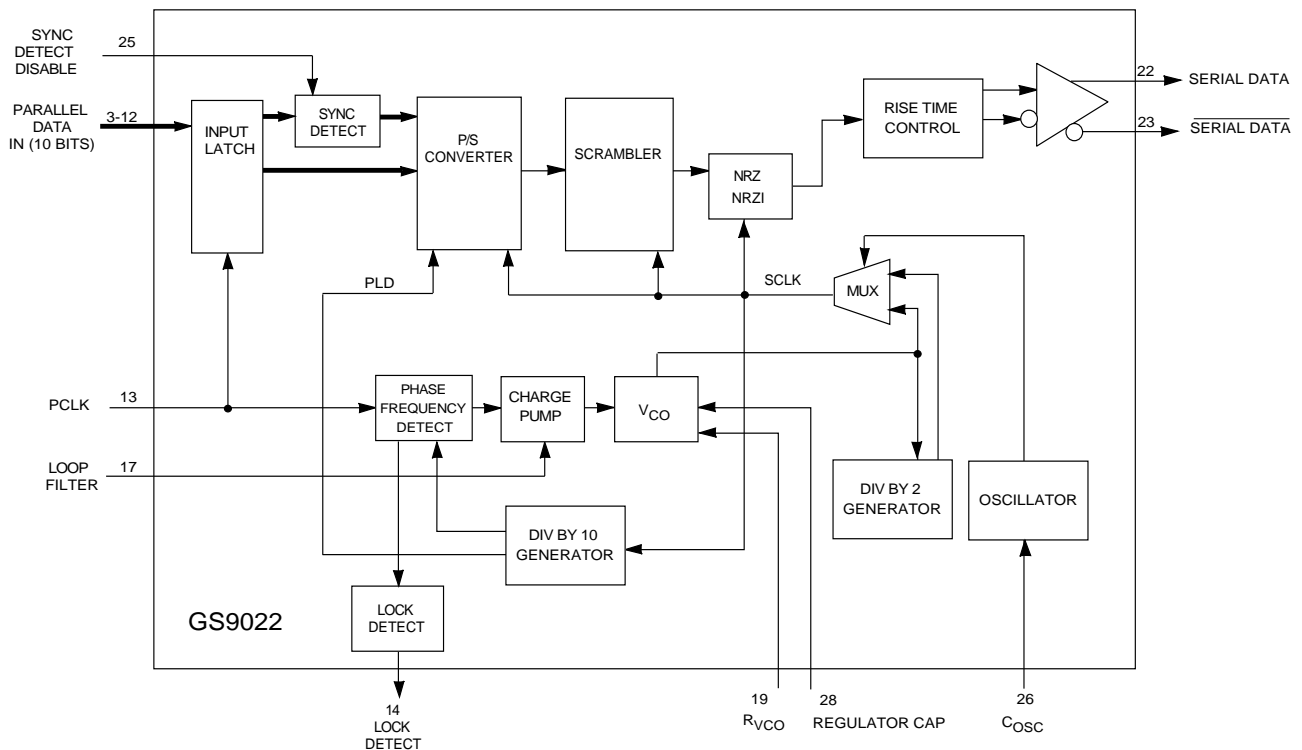 SYNC
DETECT
DISABLE
25
PARALLEL
DATA
IN (10 BITS)
3-12
INPUT
LATCH
SYNC
DETECT
P/S
CONVERTER
SCRAMBLER
NRZ
NRZI
RISE TIME
CONTROL
22
SERIAL DATA
23
SERIAL DATA
PLD
SCLK
MUX
PCLK
13
PHASE
FREQUENCY
DETECT
CHARGE
PUMP
VCO
LOOP
FILTER
17
DIV BY 2
GENERATOR
OSCILLATOR
DIV BY 10
GENERATOR
LOCK
DETECT
GS9022
14
LOCK
DETECT
19
RVCO
28
REGULATOR CAP
26
COSC